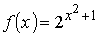 f(x) = 2^{x^2+1}